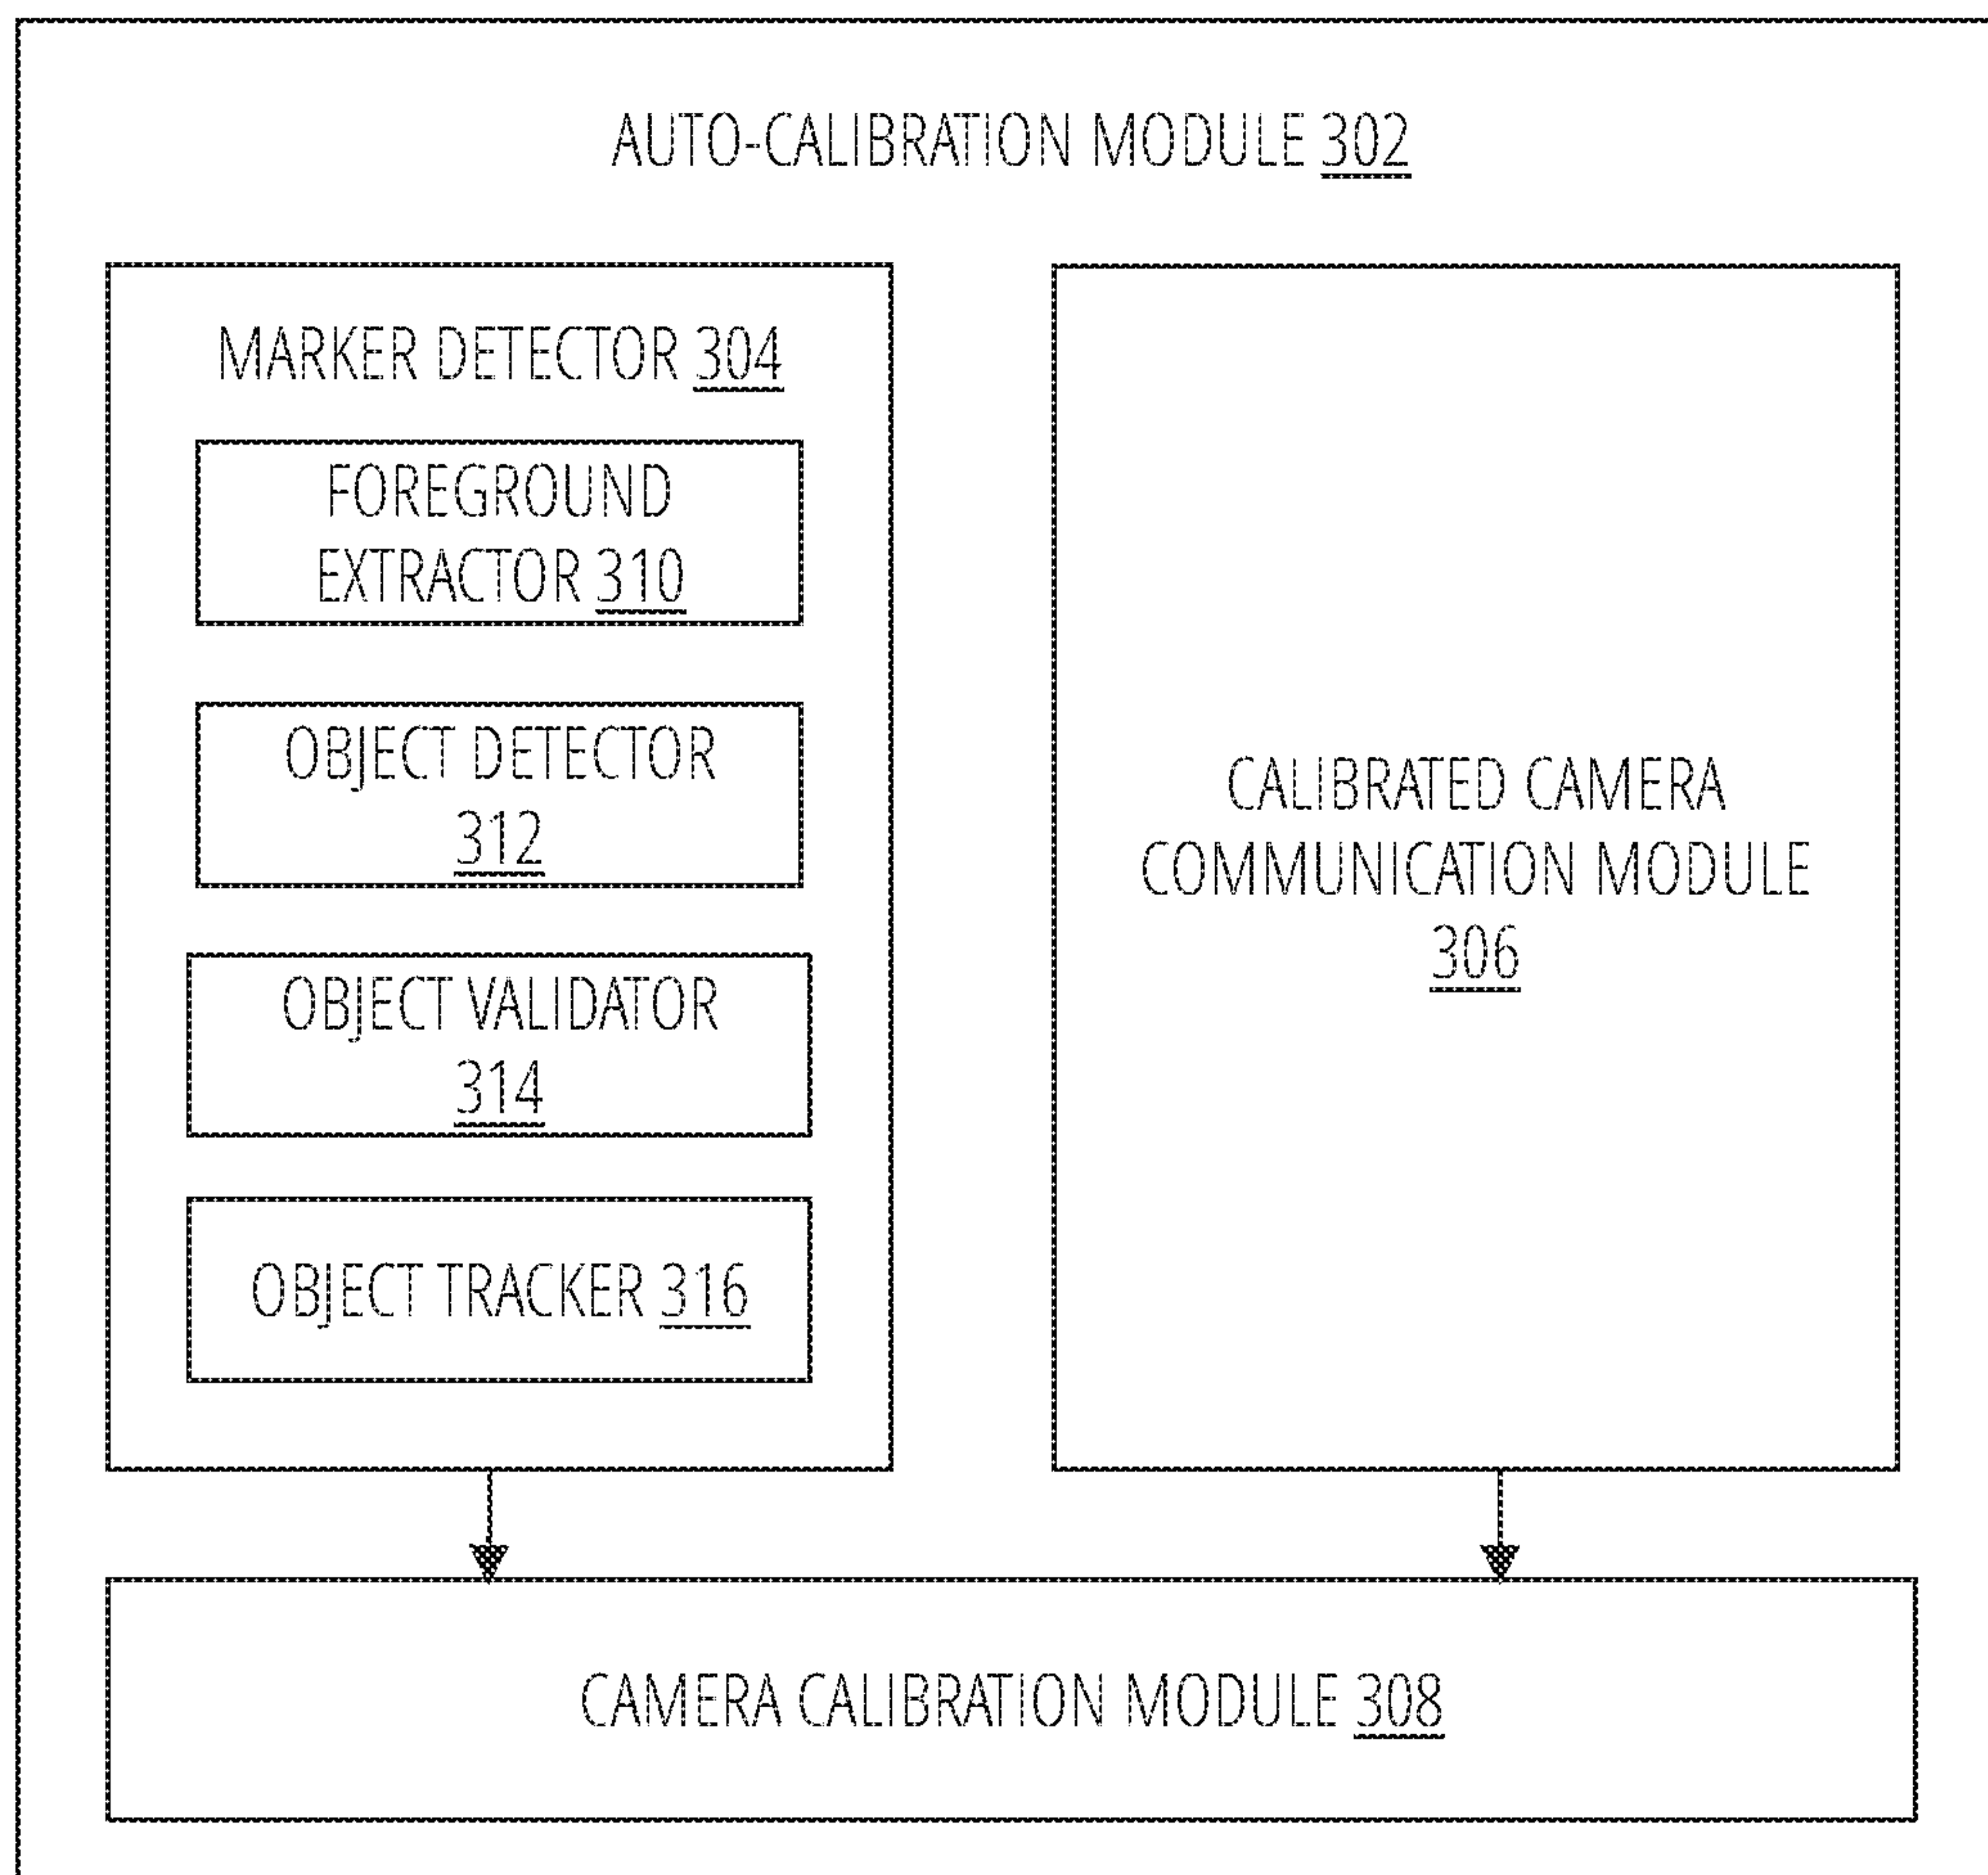 AUTO-CALIBRATION MODULE 302
MARKER DETECTOR 304
FOREGROUND
EXTRACTOR 310
OBJECT DETECTOR
312
OBJECT VALIDATOR
314
OBJECT TRACKER 316
CALIBRATED CAMERA
COMMUNICATION MODULE
306
CAMERA CALIBRATION MODULE 308